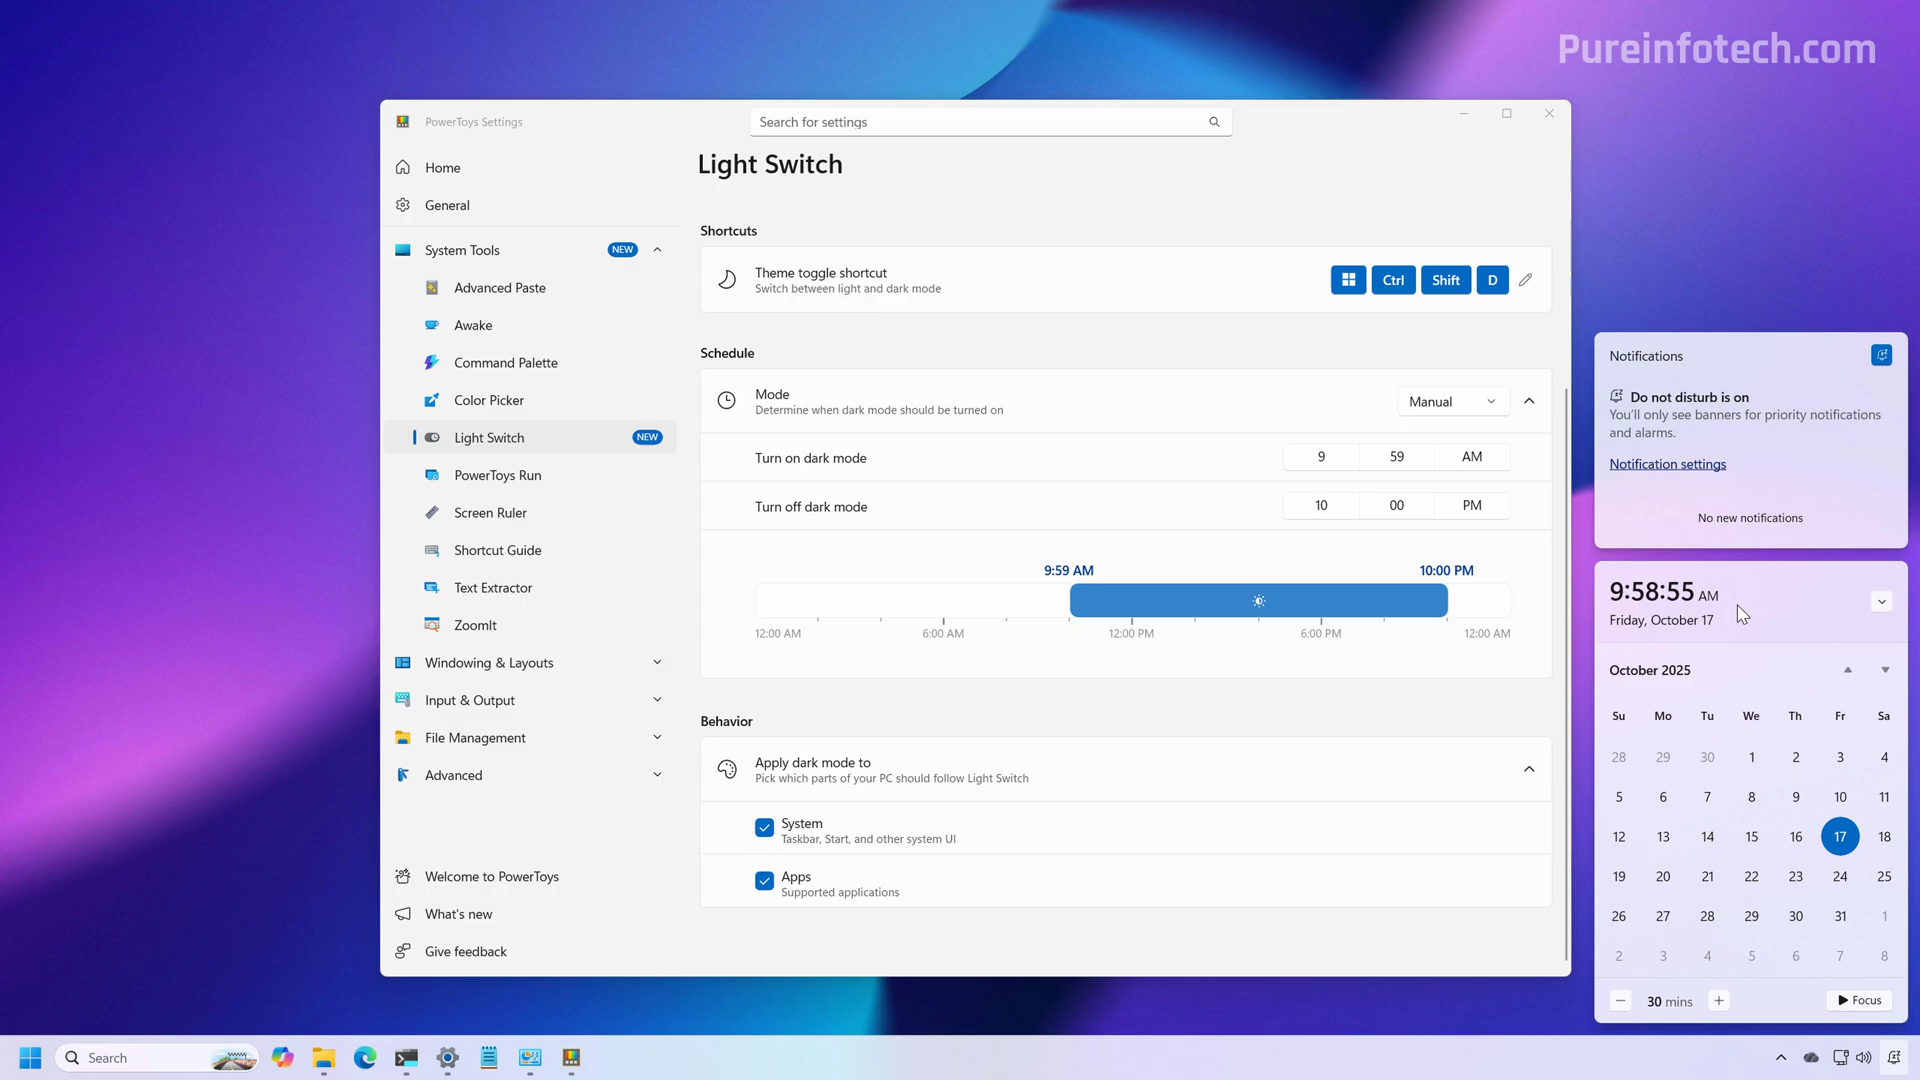 Pureinfotech.com
PowerToys Settings
Search for settings
Home
General
System Tools NEW
Advanced Paste
Awake
Command Palette
Color Picker
Light Switch NEW
PowerToys Run
Screen Ruler
Shortcut Guide
Text Extractor
ZoomIt
Windowing & Layouts
Input & Output
File Management
Advanced
Welcome to PowerToys
What's new
Give feedback
Light Switch
Shortcuts
Theme toggle shortcut
Switch between light and dark mode
Ctrl Shift D
Schedule
Mode
Determine when dark mode should be turned on
Manual
Turn on dark mode 9 59 AM
Turn off dark mode 10 00 PM
9:59 AM 10:00 PM
12:00 AM 6:00 AM 12:00 PM 6:00 PM 12:00 AM
Behavior
Apply dark mode to
Pick which parts of your PC should follow Light Switch
System
Taskbar, Start, and other system UI
Apps
Supported applications
Notifications
Do not disturb is on
You'll only see banners for priority notifications
and alarms.
Notification settings
No new notifications
9:58:55 AM
Friday, October 17
October 2025
Su Mo Tu We Th Fr Sa
28 29 30 1 2 3 4
5 6 7 8 9 10 11
12 13 14 15 16 17 18
19 20 21 22 23 24 25
26 27 28 29 30 31 1
2 3 4 5 6 7 8
30 mins Focus
Search